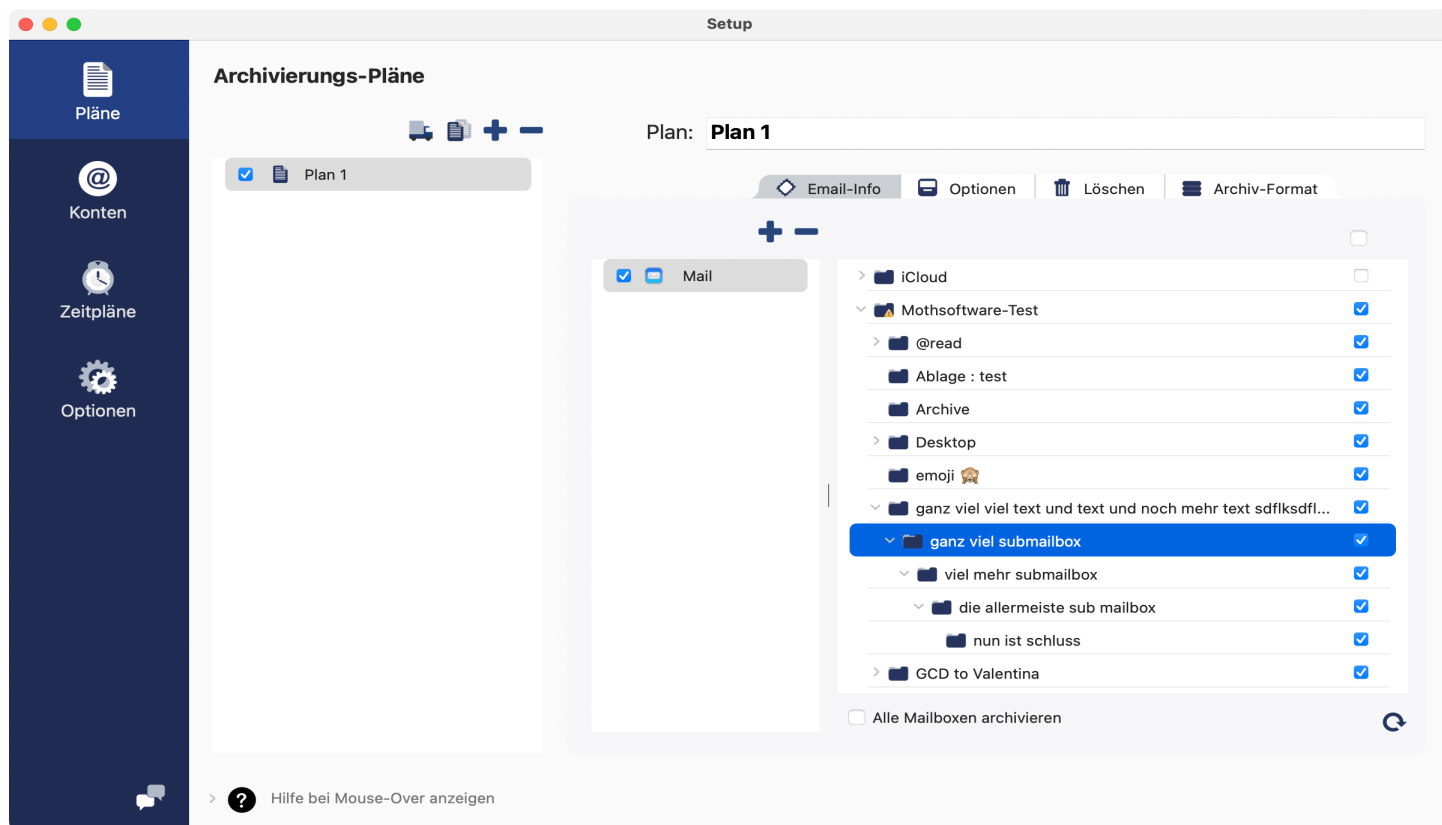 Setup
Pläne
Konten
Zeitpläne
Optionen
Archivierungs-Pläne
Plan 1
Plan: Plan 1
Email-Info Optionen Löschen Archiv-Format
Mail
iCloud
Mothsoftware-Test
@read
Ablage : test
Archive
Desktop
emoji 🙈
ganz viel viel text und text und noch mehr text sdflksdfl...
ganz viel submailbox
viel mehr submailbox
die allermeiste sub mailbox
nun ist schluss
GCD to Valentina
Alle Mailboxen archivieren
? Hilfe bei Mouse-Over anzeigen